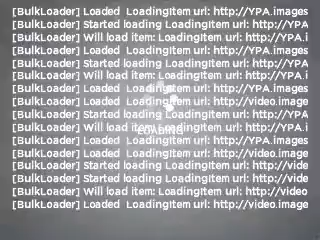 [BulkLoader] Loaded LoadingItem url: http://YPA.images
[BulkLoader] Started loading LoadingItem url: http://YPA
[BulkLoader] Will load item: LoadingItem url: http://YPA.i
[BulkLoader] Loaded LoadingItem url: http://YPA.images
[BulkLoader] Started loading LoadingItem url: http://YPA
[BulkLoader] Will load item: LoadingItem url: http://YPA.i
[BulkLoader] Loaded LoadingItem url: http://YPA.images
[BulkLoader] Loaded LoadingItem url: http://video.image
[BulkLoader] Started loading LoadingItem url: http://YPA
[BulkLoader] Will load item: LoadingItem url: http://YPA.i
LOADING
[BulkLoader] Loaded LoadingItem url: http://YPA.images
[BulkLoader] Loaded LoadingItem url: http://video.image
[BulkLoader] Started loading LoadingItem url: http://video
[BulkLoader] Started loading LoadingItem url: http://video
[BulkLoader] Will load item: LoadingItem url: http://video
[BulkLoader] Loaded LoadingItem url: http://video.image